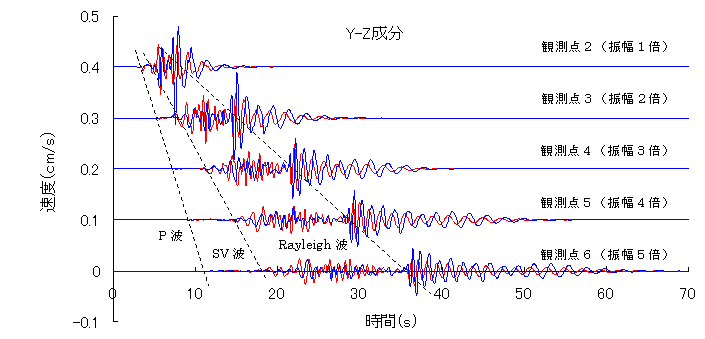 Y-Z成分
0.5
観測点２（振幅１倍）
0.4
観測点３（振幅２倍）
0.3
観測点４（振幅３倍）
0.2
観測点５（振幅４倍）
0.1
観測点６（振幅５倍）
0
-0.1
速度(cm/s)
P 波
SV 波
Rayleigh 波
0 10 20 30 40 50 60 70
時間(s)